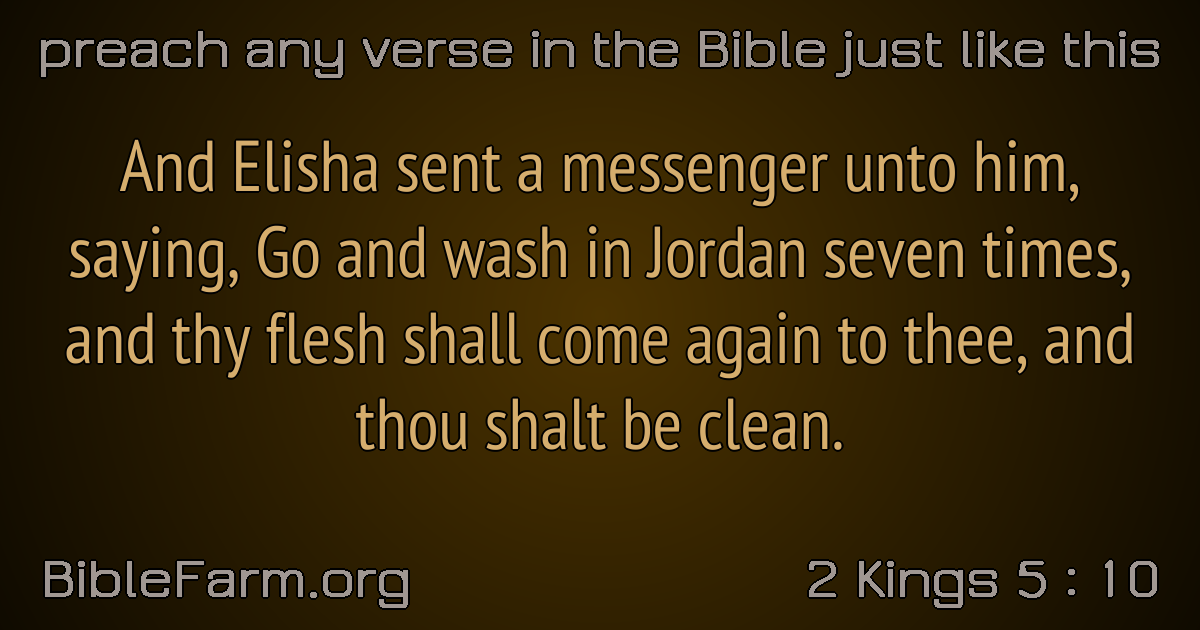 preach any verse in the Bible just like this
And Elisha sent a messenger unto him,
saying, Go and wash in Jordan seven times,
and thy flesh shall come again to thee, and
thou shalt be clean.
BibleFarm.org
2 Kings 5 : 10